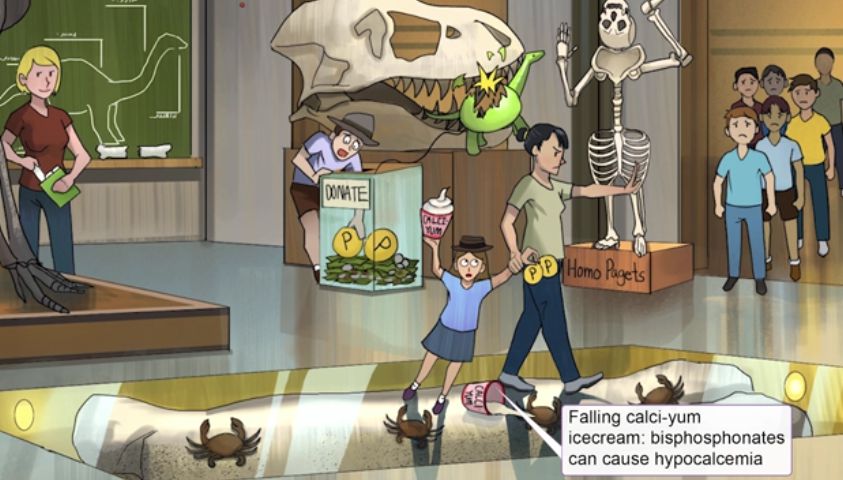 DONATE
P P
CALCI
YUM
P P
Homo Pagets
CALCI
YUM
Falling calci-yum
icecream: bisphosphonates
can cause hypocalcemia